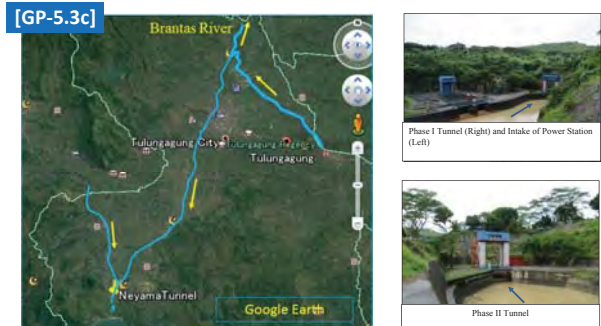 [GP-5.3c]
Brantas River
Tulungagung City
Tulungagung
NeyamaTunnel
Google Earth
Phase I Tunnel (Right) and Intake of Power Station
(Left)
Phase II Tunnel